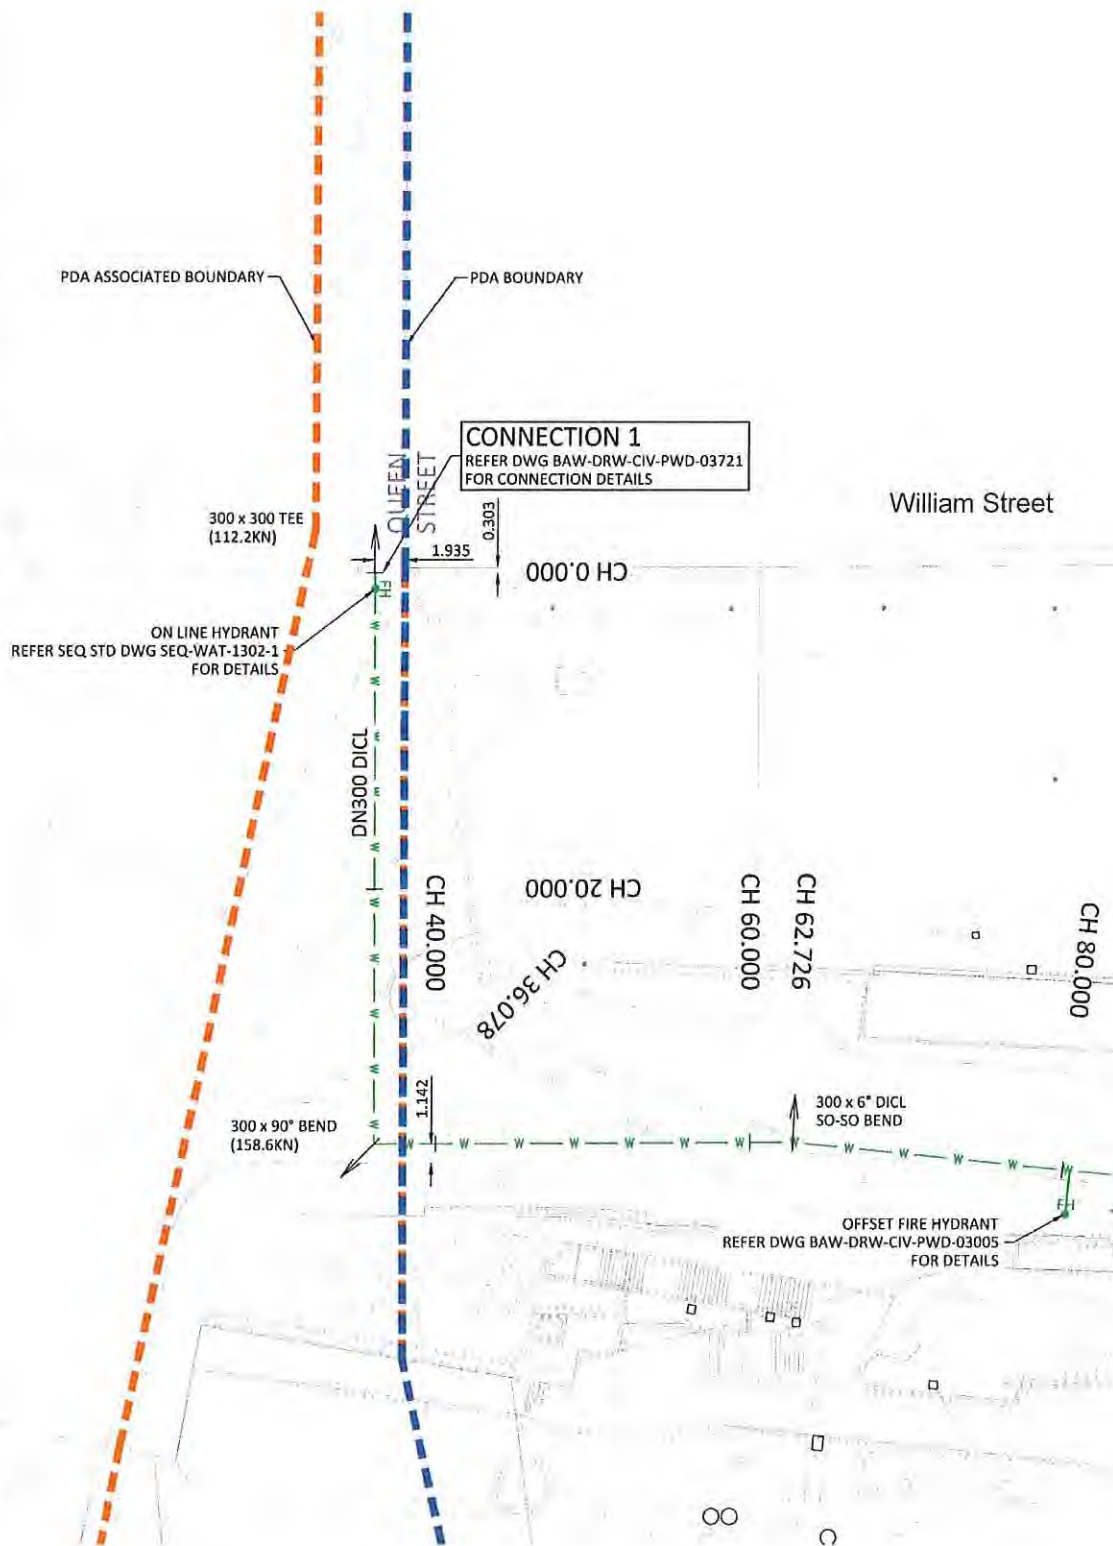 PDA ASSOCIATED BOUNDARY
PDA BOUNDARY
CONNECTION 1
REFER DWG BAW-DRW-CIV-PWD-03721
FOR CONNECTION DETAILS
QUEEN
STREET
William Street
300 x 300 TEE
(112.2KN)
0.303
1.935
CH 0.000
FH
ON LINE HYDRANT
REFER SEQ STD DWG SEQ-WAT-1302-1
FOR DETAILS
W
W
W
DN300 DICL
W
W
CH 20.000
CH 40.000
CH 36.078
CH 60.000
CH 62.726
CH 80.000
W
W
W
W
W
1.142
300 x 90° BEND
(158.6KN)
300 x 6° DICL
SO-SO BEND
W W W W W W W W W W W W W
FH
OFFSET FIRE HYDRANT
REFER DWG BAW-DRW-CIV-PWD-03005
FOR DETAILS